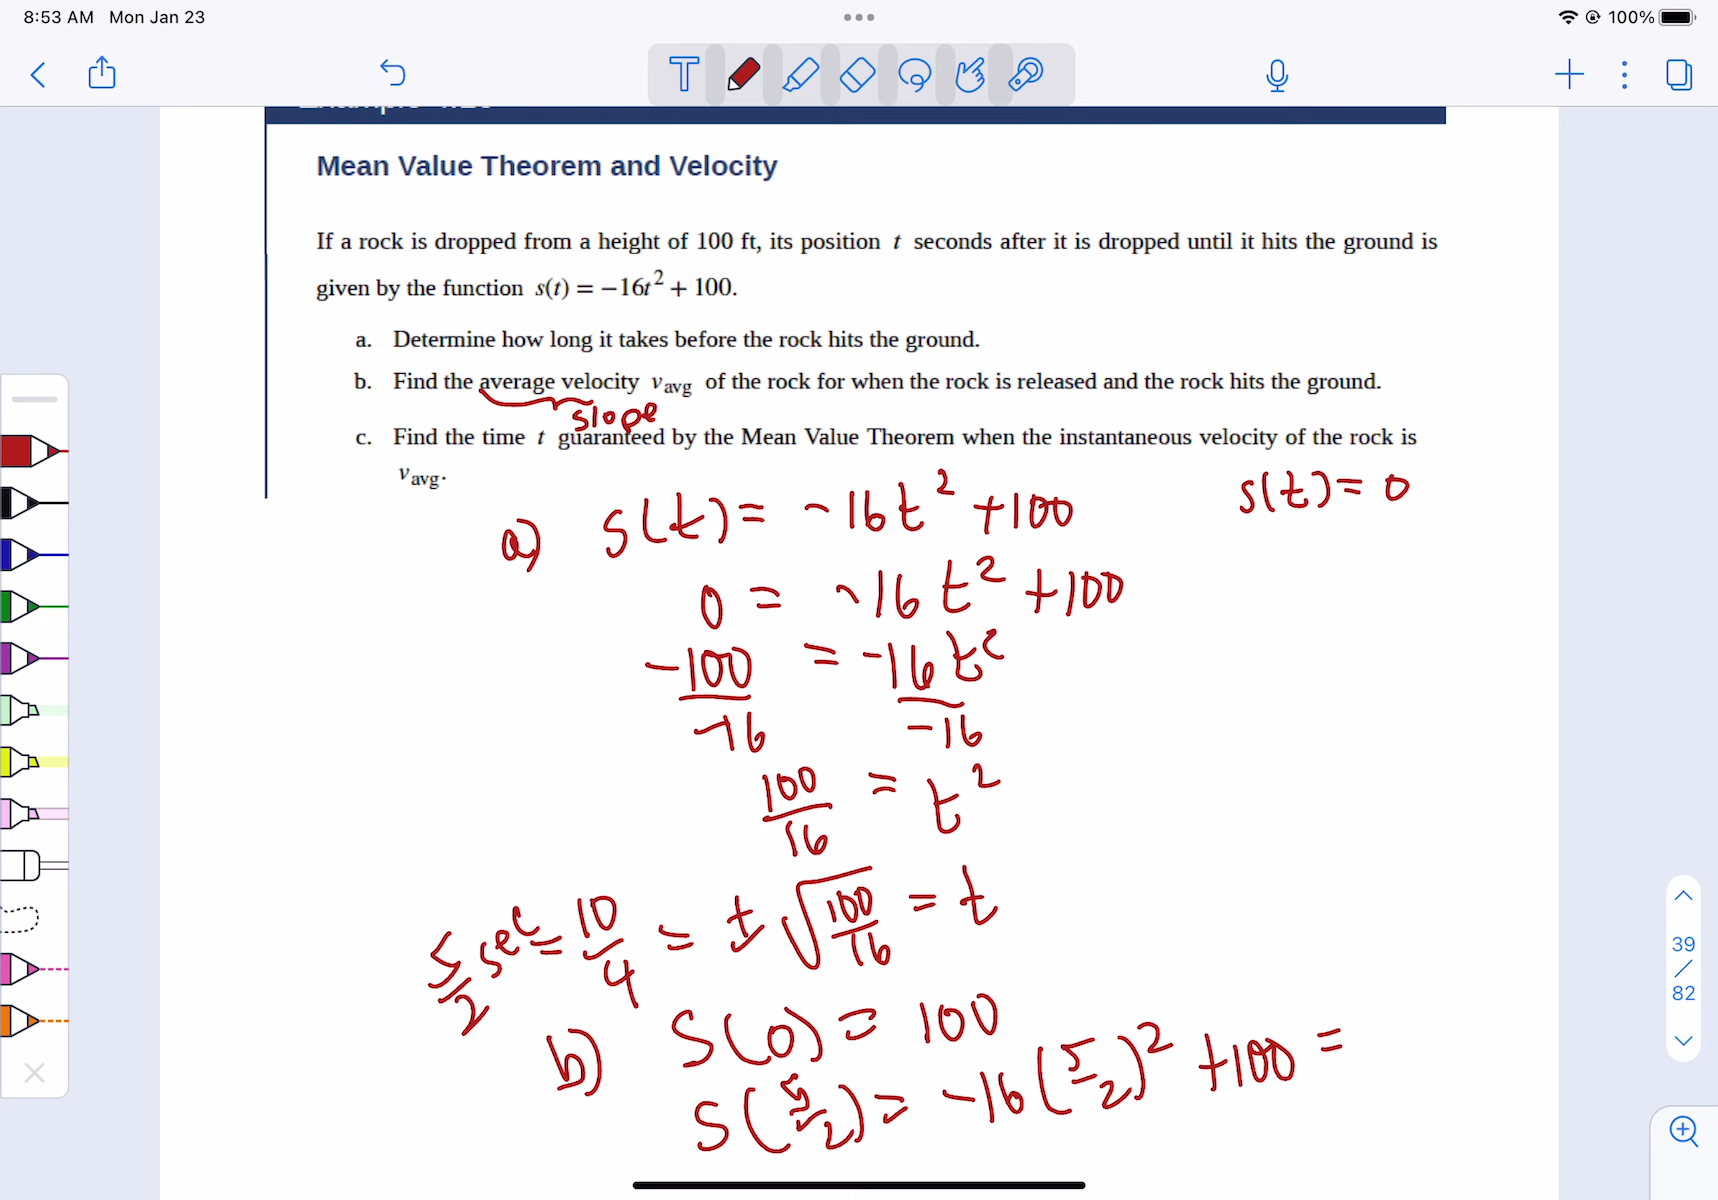 8:53 AM Mon Jan 23
100%
Mean Value Theorem and Velocity
If a rock is dropped from a height of 100 ft, its position t seconds after it is dropped until it hits the ground is
given by the function s(t) = −16t² + 100.
a. Determine how long it takes before the rock hits the ground.
b. Find the average velocity v_avg of the rock for when the rock is released and the rock hits the ground.
slope
c. Find the time t guaranteed by the Mean Value Theorem when the instantaneous velocity of the rock is
v_avg.
s(t) = 0
a) s(t) = -16t² + 100
0 = -16t² + 100
-100/-16 = -16t²/-16
100/16 = t²
5/2 sec = 10/4 = ± √(100/16) = t
b) S(0) = 100
S(5/2) = -16(5/2)² + 100 =
39
/
82